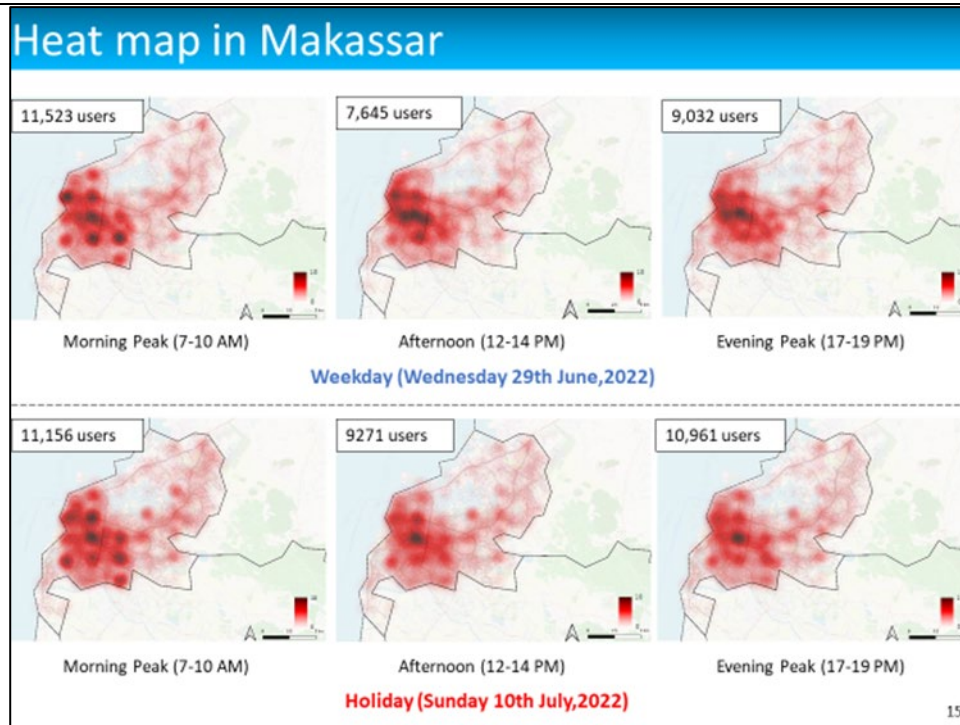 Heat map in Makassar
11,523 users
7,645 users
9,032 users
Morning Peak (7-10 AM)
Afternoon (12-14 PM)
Evening Peak (17-19 PM)
Weekday (Wednesday 29th June,2022)
11,156 users
9271 users
10,961 users
Morning Peak (7-10 AM)
Afternoon (12-14 PM)
Evening Peak (17-19 PM)
Holiday (Sunday 10th July,2022)
15